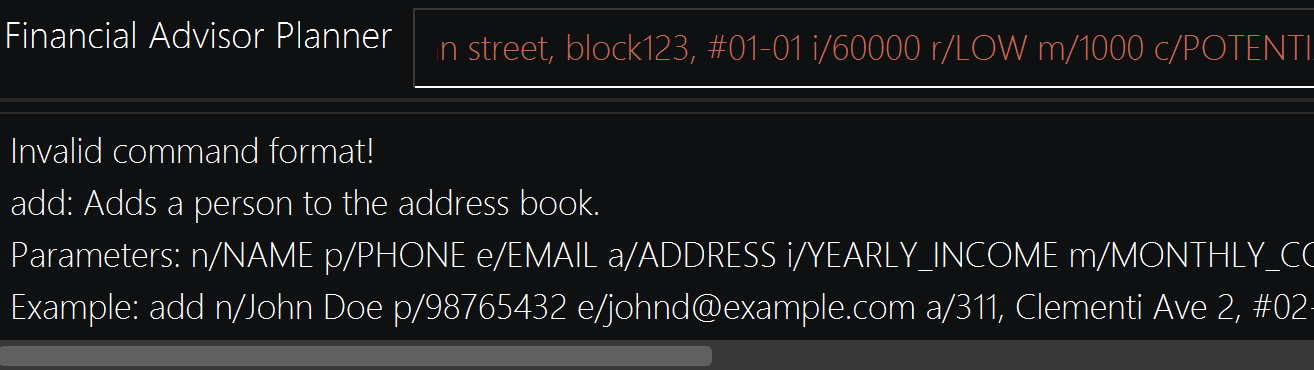 Financial Advisor Planner
n street, block123, #01-01 i/60000 r/LOW m/1000 c/POTENTI
Invalid command format!
add: Adds a person to the address book.
Parameters: n/NAME p/PHONE e/EMAIL a/ADDRESS i/YEARLY_INCOME m/MONTHLY_CO
Example: add n/John Doe p/98765432 e/johnd@example.com a/311, Clementi Ave 2, #02-